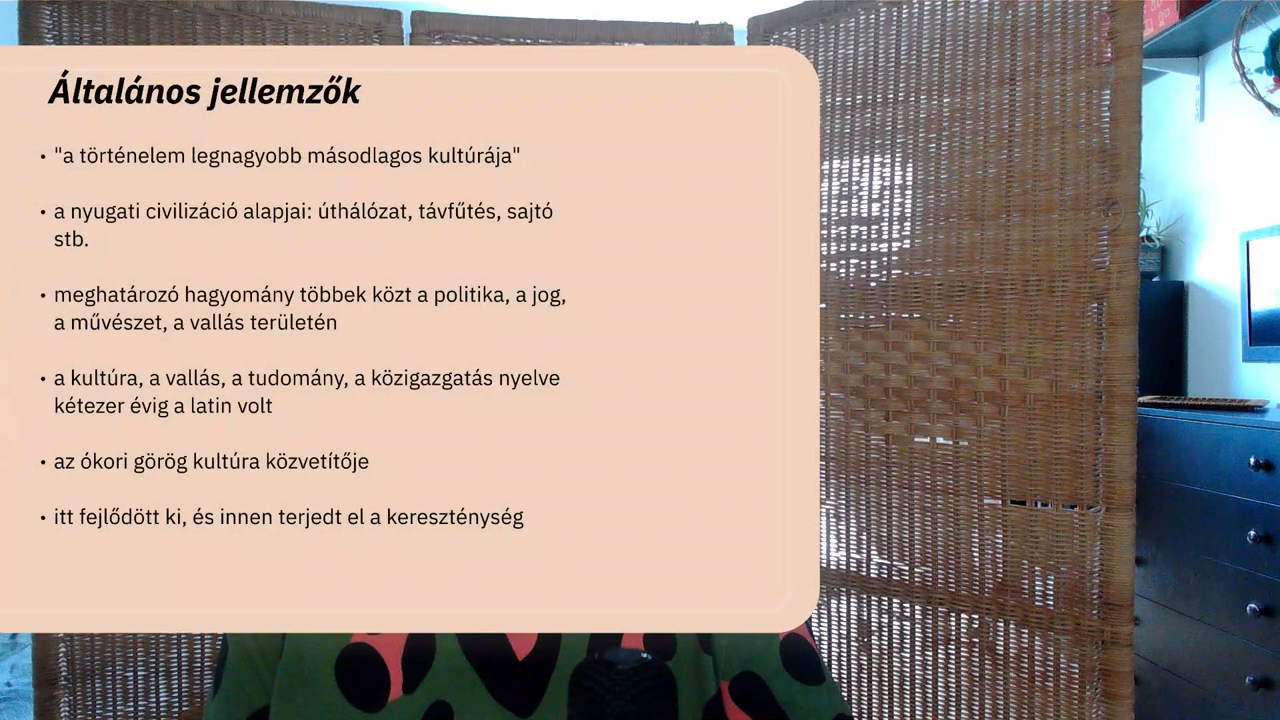 Általános jellemzők
• "a történelem legnagyobb másodlagos kultúrája"
• a nyugati civilizáció alapjai: úthálózat, távfűtés, sajtó
stb.
• meghatározó hagyomány többek közt a politika, a jog,
a művészet, a vallás területén
• a kultúra, a vallás, a tudomány, a közigazgatás nyelve
kétezer évig a latin volt
• az ókori görög kultúra közvetítője
• itt fejlődött ki, és innen terjedt el a kereszténység